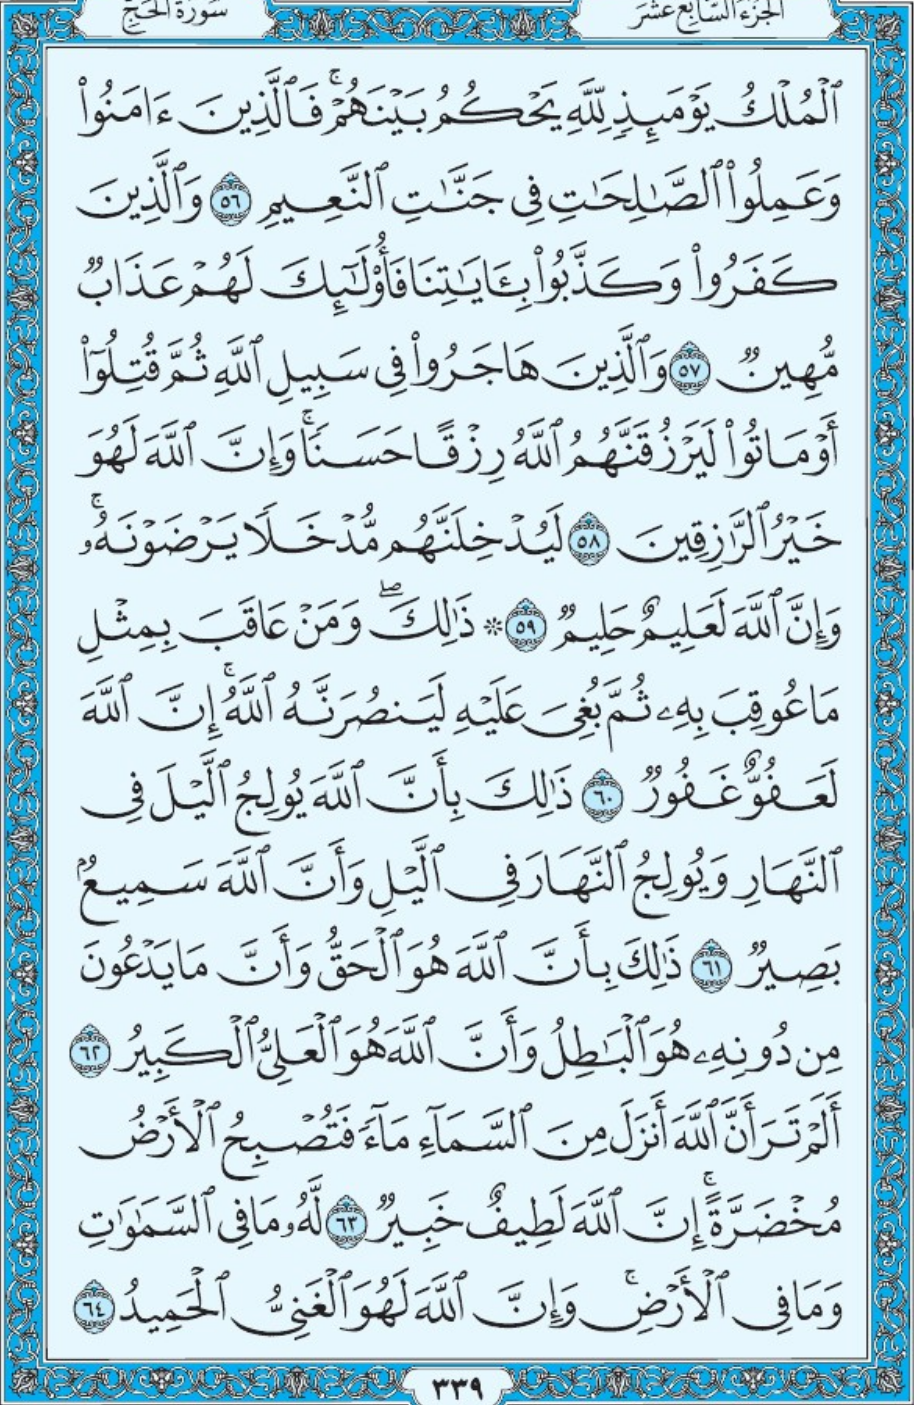 الجزء السابع عشر
سورة الحج
ٱلْمُلْكُ يَوْمَئِذٍ لِّلَّهِ يَحْكُمُ بَيْنَهُمْ ۚ فَٱلَّذِينَ ءَامَنُوا۟
وَعَمِلُوا۟ ٱلصَّـٰلِحَـٰتِ فِى جَنَّـٰتِ ٱلنَّعِيمِ ٥٦ وَٱلَّذِينَ
كَفَرُوا۟ وَكَذَّبُوا۟ بِـَٔايَـٰتِنَا فَأُو۟لَـٰٓئِكَ لَهُمْ عَذَابٌ
مُّهِينٌ ٥٧ وَٱلَّذِينَ هَاجَرُوا۟ فِى سَبِيلِ ٱللَّهِ ثُمَّ قُتِلُوٓا۟
أَوْ مَاتُوا۟ لَيَرْزُقَنَّهُمُ ٱللَّهُ رِزْقًا حَسَنًا ۚ وَإِنَّ ٱللَّهَ لَهُوَ
خَيْرُ ٱلرَّٰزِقِينَ ٥٨ لَيُدْخِلَنَّهُم مُّدْخَلًا يَرْضَوْنَهُۥ ۗ
وَإِنَّ ٱللَّهَ لَعَلِيمٌ حَلِيمٌ ٥٩ ۞ ذَٰلِكَ ۖ وَمَنْ عَاقَبَ بِمِثْلِ
مَا عُوقِبَ بِهِۦ ثُمَّ بُغِىَ عَلَيْهِ لَيَنصُرَنَّهُ ٱللَّهُ ۚ إِنَّ ٱللَّهَ
لَعَفُوٌّ غَفُورٌ ٦٠ ذَٰلِكَ بِأَنَّ ٱللَّهَ يُولِجُ ٱلَّيْلَ فِى
ٱلنَّهَارِ وَيُولِجُ ٱلنَّهَارَ فِى ٱلَّيْلِ وَأَنَّ ٱللَّهَ سَمِيعٌۢ
بَصِيرٌ ٦١ ذَٰلِكَ بِأَنَّ ٱللَّهَ هُوَ ٱلْحَقُّ وَأَنَّ مَا يَدْعُونَ
مِن دُونِهِۦ هُوَ ٱلْبَـٰطِلُ وَأَنَّ ٱللَّهَ هُوَ ٱلْعَلِىُّ ٱلْكَبِيرُ ٦٢
أَلَمْ تَرَ أَنَّ ٱللَّهَ أَنزَلَ مِنَ ٱلسَّمَآءِ مَآءً فَتُصْبِحُ ٱلْأَرْضُ
مُخْضَرَّةً ۚ إِنَّ ٱللَّهَ لَطِيفٌ خَبِيرٌ ٦٣ لَّهُۥ مَا فِى ٱلسَّمَـٰوَٰتِ
وَمَا فِى ٱلْأَرْضِ ۚ وَإِنَّ ٱللَّهَ لَهُوَ ٱلْغَنِىُّ ٱلْحَمِيدُ ٦٤
٣٣٩